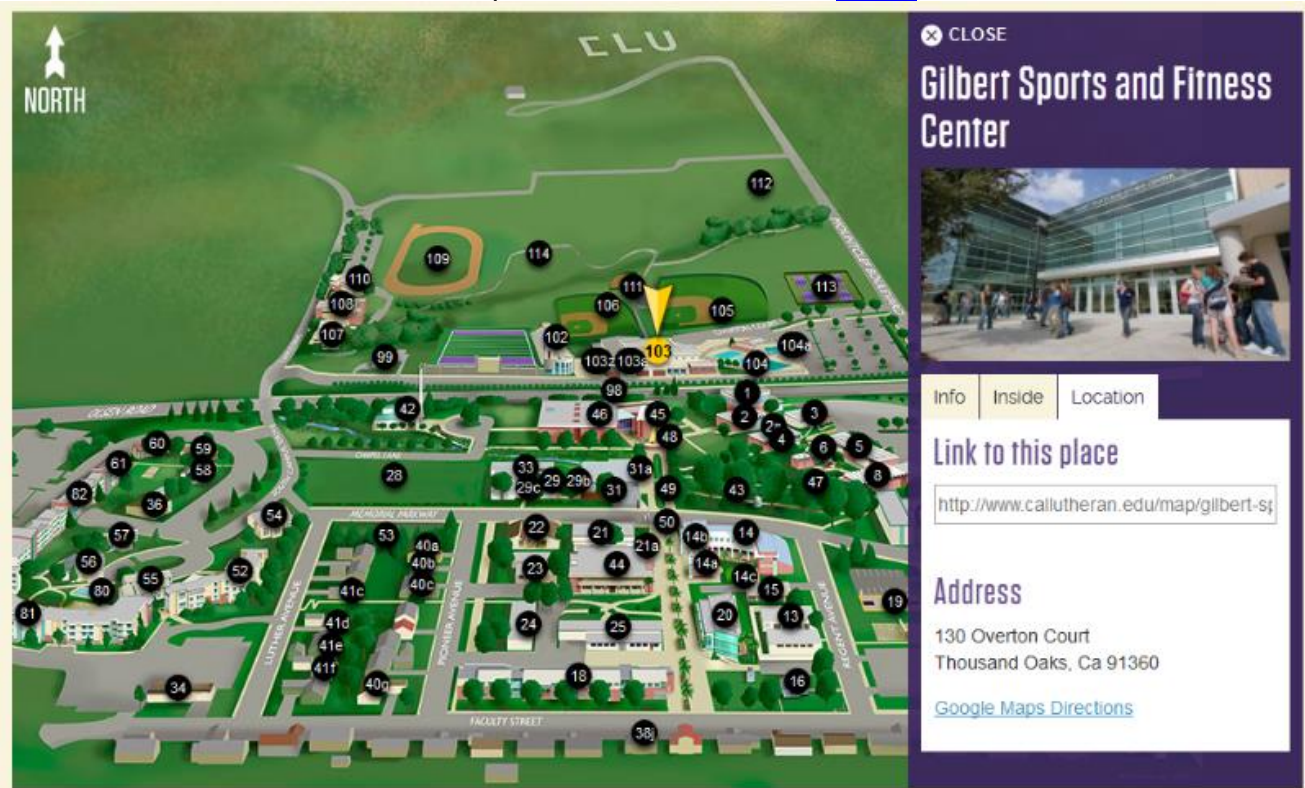 CLU
NORTH
112
MOUNTCLEF BOULEVARD
109
114
110
111
113
108
106
105
107
102
103
104a
99
103z
103a
104
98
1
OLSEN ROAD
42
46
45
2
3
60
59
48
4
6
5
61
58
CHAPEL LANE
33
31a
47
8
82
36
28
29c
29
29b
31
49
43
54
MEMORIAL PARKWAY
50
57
53
22
21
14b
14
40a
21a
56
40b
23
44
14a
55
52
40c
14c
80
41c
15
81
41d
24
25
20
13
19
LUTHER AVENUE
PIONEER AVENUE
REGENT AVENUE
41e
41f
34
40g
18
16
FACULTY STREET
38j
CLOSE
Gilbert Sports and Fitness
Center
Info
Inside
Location
Link to this place
http://www.callutheran.edu/map/gilbert-sp
Address
130 Overton Court
Thousand Oaks, Ca 91360
Google Maps Directions